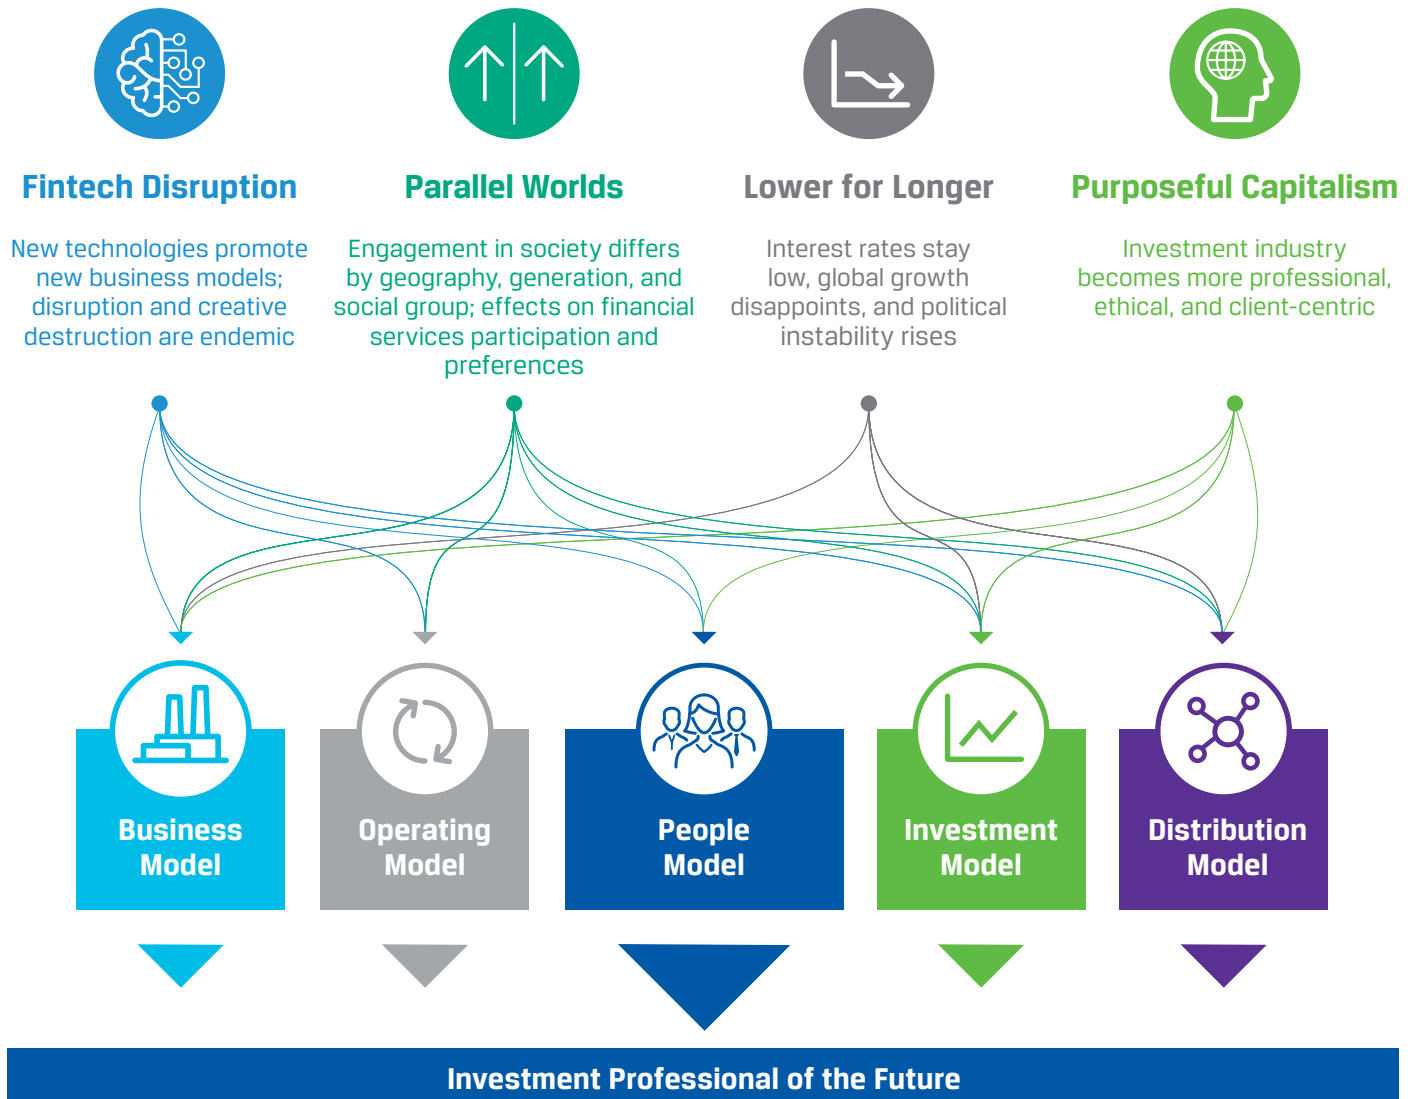 Fintech Disruption
New technologies promote
new business models;
disruption and creative
destruction are endemic
Parallel Worlds
Engagement in society differs
by geography, generation, and
social group; effects on financial
services participation and
preferences
Lower for Longer
Interest rates stay
low, global growth
disappoints, and political
instability rises
Purposeful Capitalism
Investment industry
becomes more professional,
ethical, and client-centric
Business
Model
Operating
Model
People
Model
Investment
Model
Distribution
Model
Investment Professional of the Future